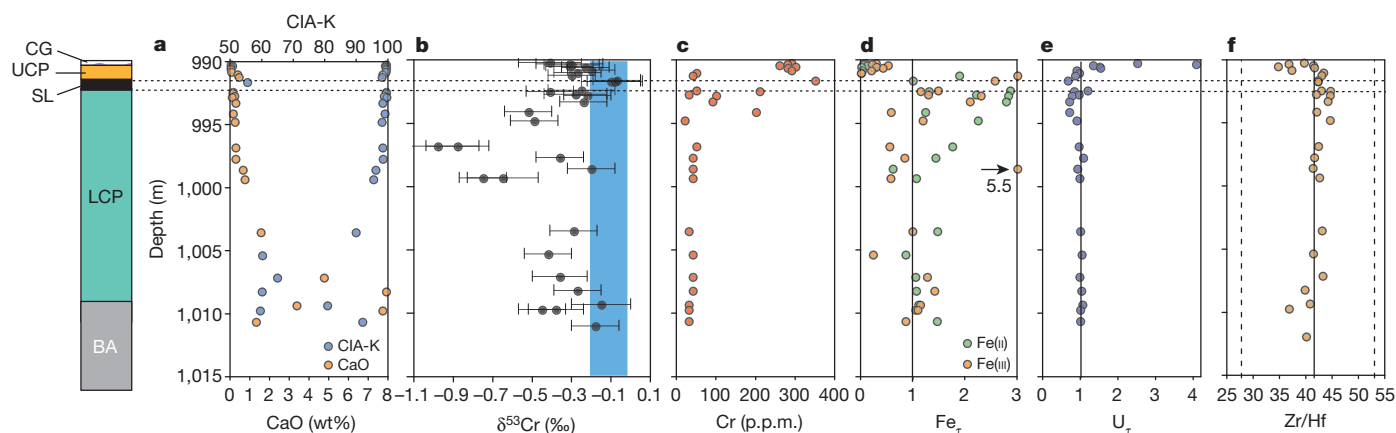 CIA-K
a
50 60 70 80 90 100
b
c
d
e
f
CG
UCP
SL
LCP
BA
Depth (m)
990
995
1,000
1,005
1,010
1,015
5.5
CIA-K
CaO
Fe(II)
Fe(III)
0 1 2 3 4 5 6 7 8
CaO (wt%)
–1.1 –0.9 –0.7 –0.5 –0.3 –0.1 0.1
δ53Cr (‰)
0 100 200 300 400
Cr (p.p.m.)
0 1 2 3
Feτ
0 1 2 3 4
Uτ
25 30 35 40 45 50 55
Zr/Hf